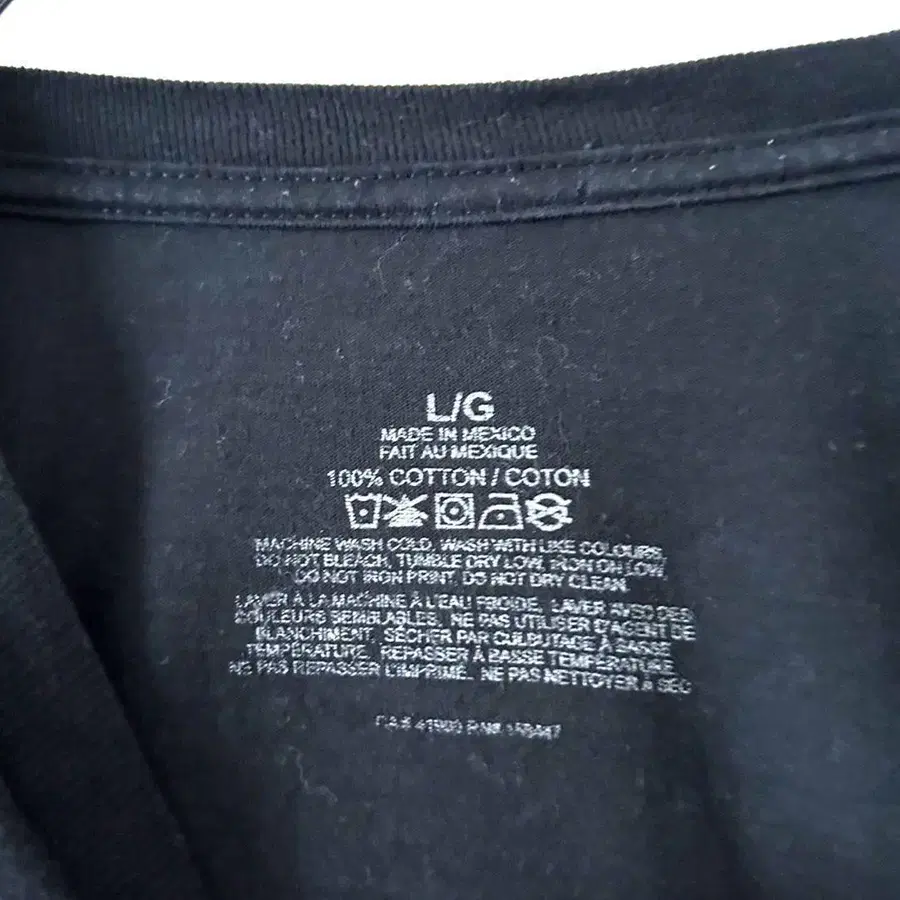 L/G
MADE IN MEXICO
FAIT AU MEXIQUE
100% COTTON / COTON
MACHINE WASH COLD, WASH WITH LIKE COLOURS,
DO NOT BLEACH, TUMBLE DRY LOW, IRON ON LOW,
DO NOT IRON PRINT, DO NOT DRY CLEAN
LAVER À LA MACHINE À L'EAU FROIDE, LAVER AVEC DES
COULEURS SEMBLABLES, NE PAS UTILISER D'AGENT DE
BLANCHIMENT, SÉCHER PAR CULBUTAGE À BASSE
TEMPÉRATURE, REPASSER À BASSE TEMPÉRATURE,
NE PAS REPASSER L'IMPRIMÉ. NE PAS NETTOYER À SEC
CA# 41900 RN#